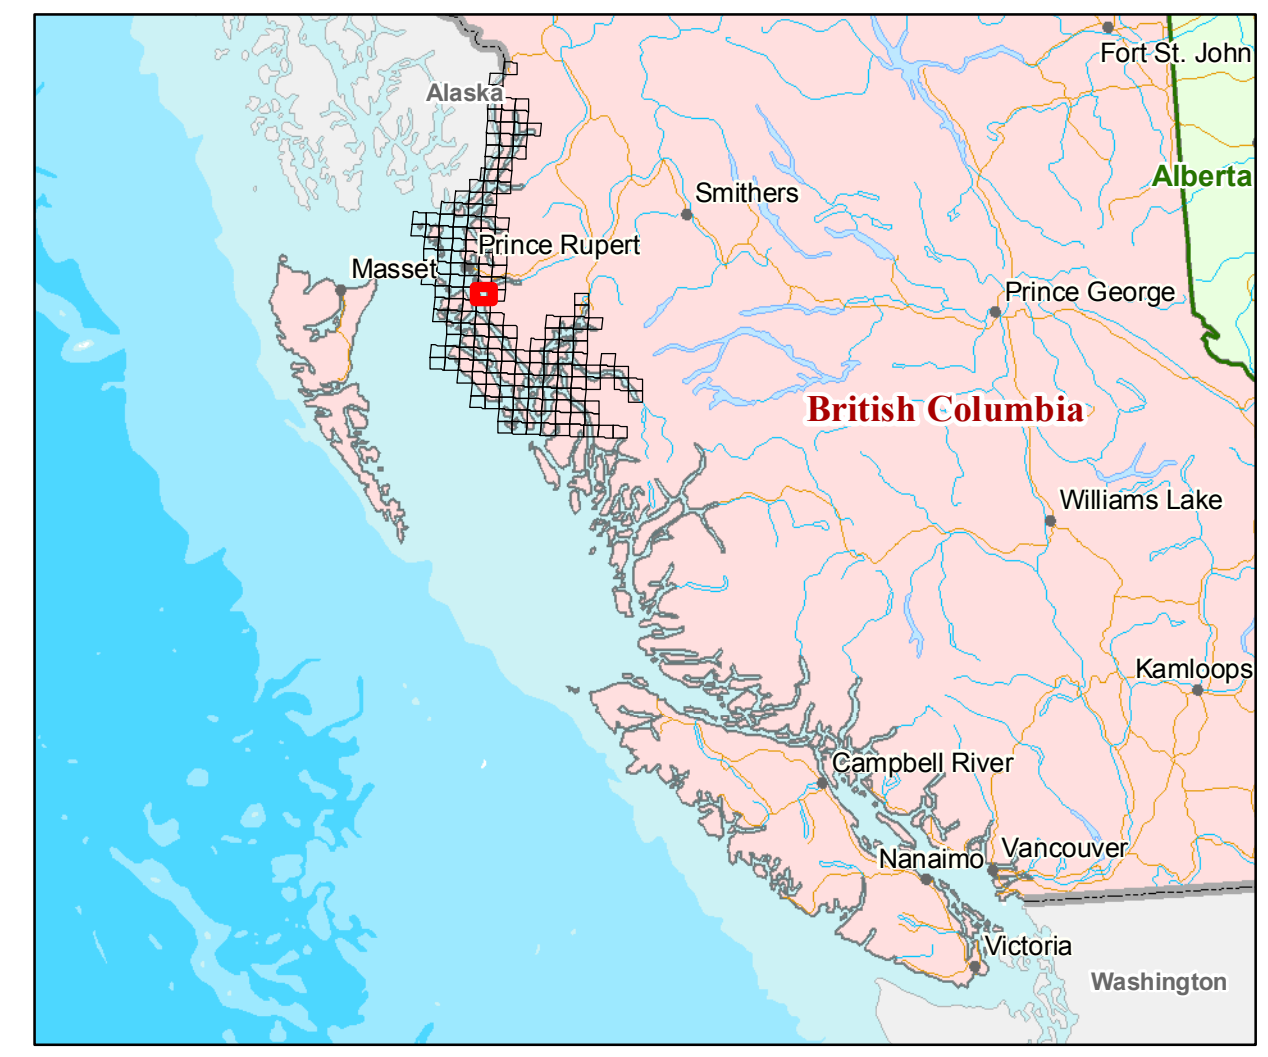 Fort St. John
Alaska
Alberta
Smithers
Prince Rupert
Masset
Prince George
British Columbia
Williams Lake
Kamloops
Campbell River
Vancouver
Nanaimo
Victoria
Washington